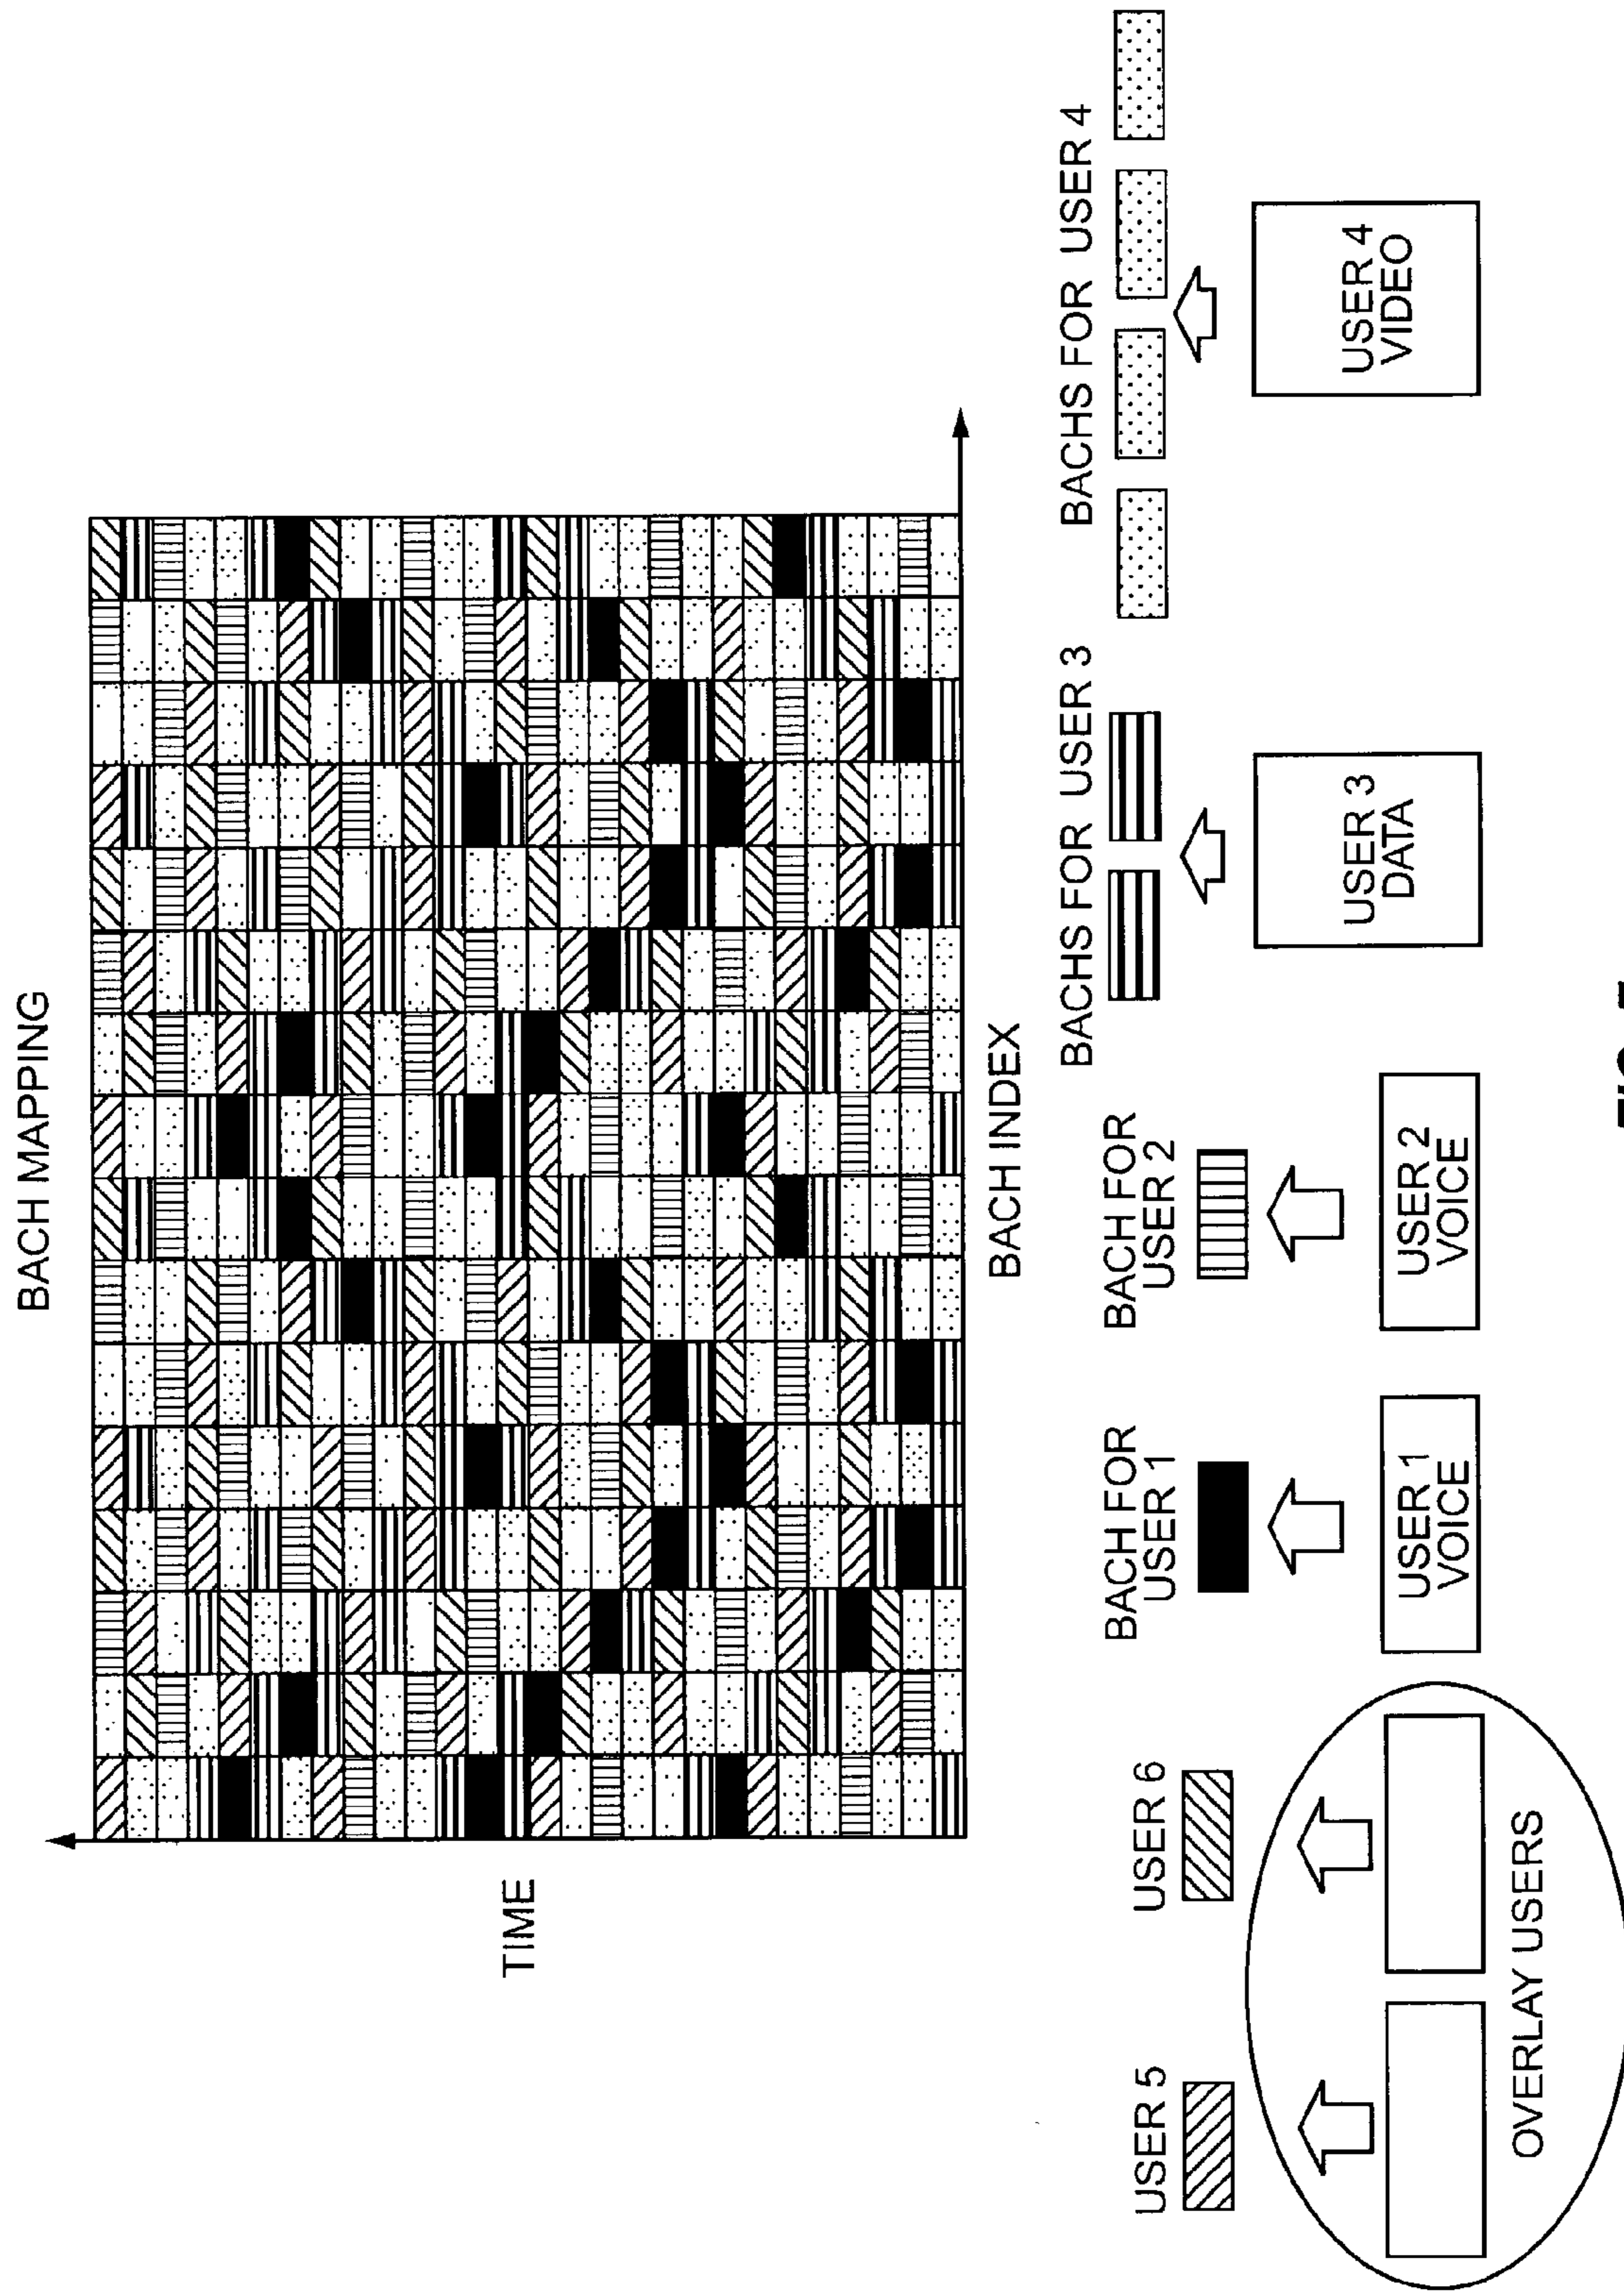 BACH MAPPING
TIME
BACH INDEX
USER 5
USER 6
BACH FOR
USER 1
BACH FOR
USER 2
BACHS FOR USER 3
BACHS FOR USER 4
OVERLAY USERS
USER 1
VOICE
USER 2
VOICE
USER 3
DATA
USER 4
VIDEO